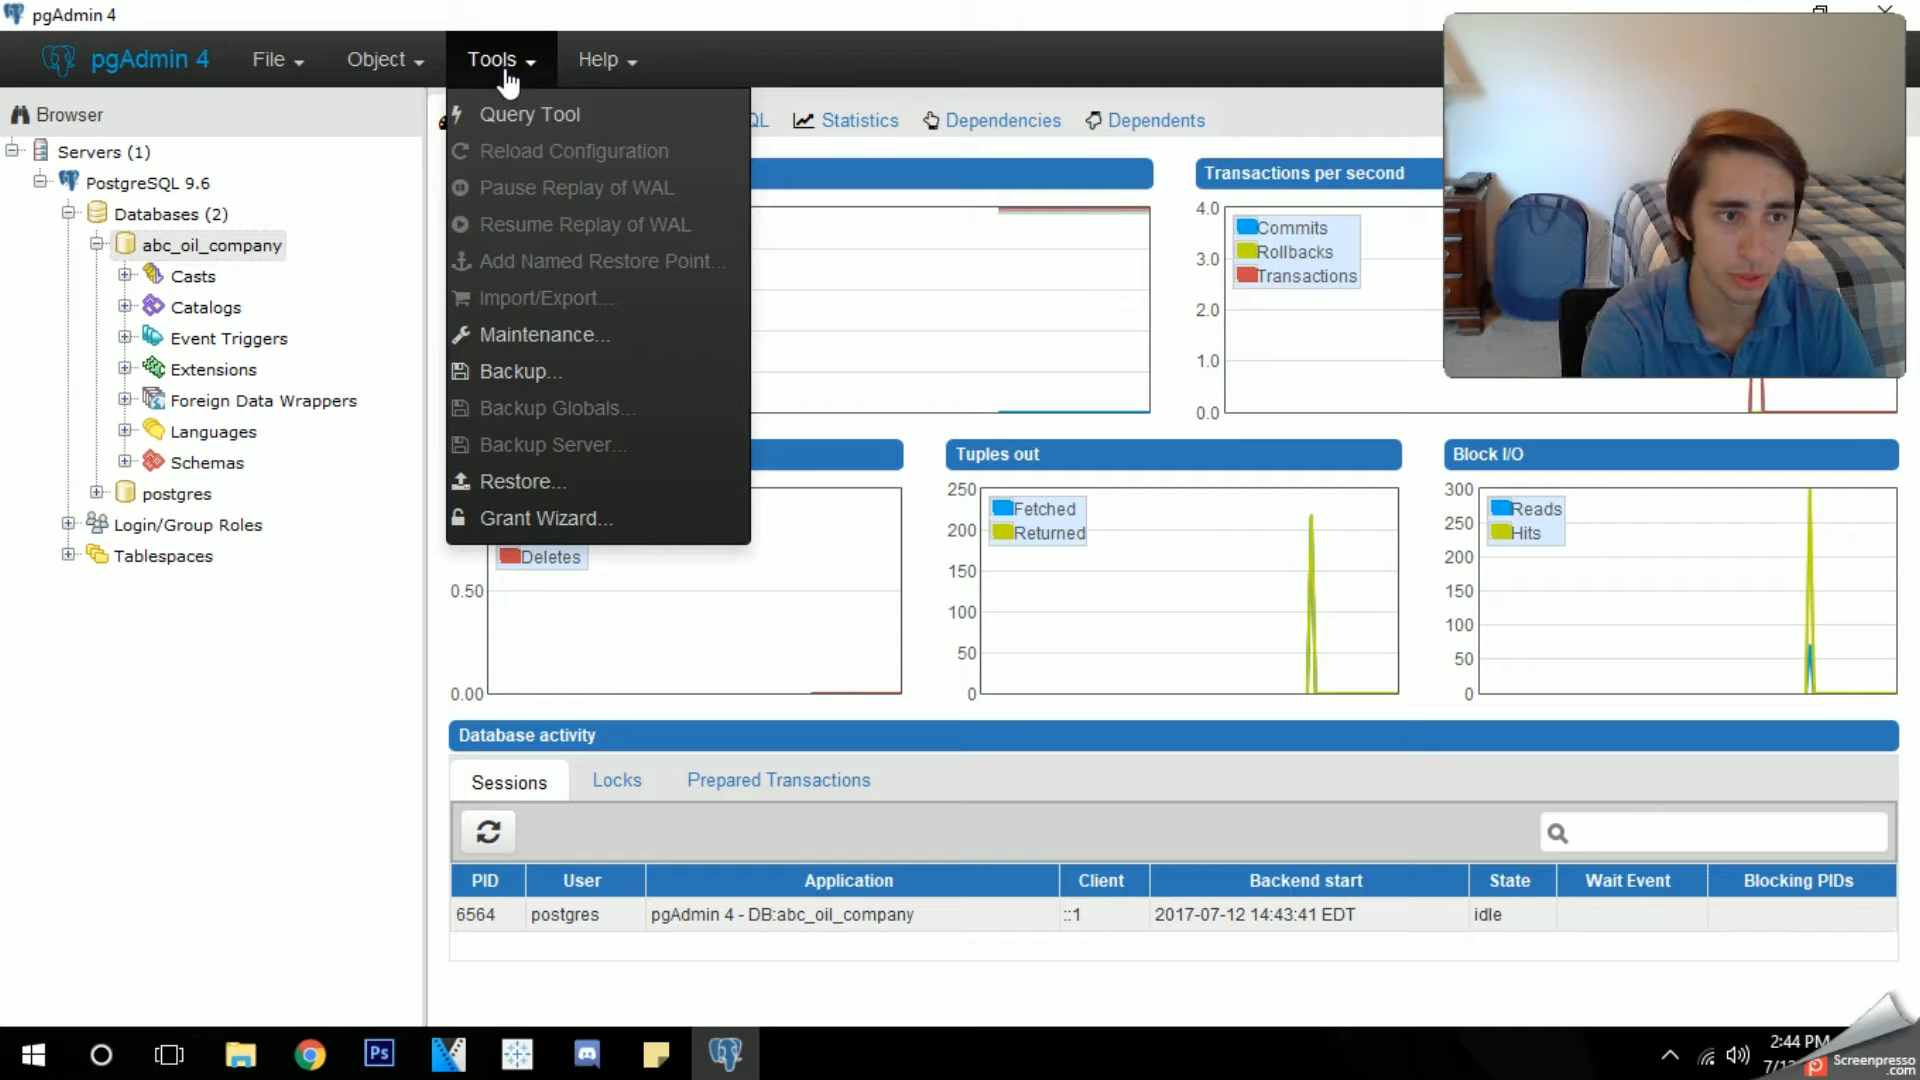 pgAdmin 4
pgAdmin 4 File Object Tools Help
Browser
Servers (1)
PostgreSQL 9.6
Databases (2)
abc_oil_company
Casts
Catalogs
Event Triggers
Extensions
Foreign Data Wrappers
Languages
Schemas
postgres
Login/Group Roles
Tablespaces
Query Tool
Reload Configuration
Pause Replay of WAL
Resume Replay of WAL
Add Named Restore Point...
Import/Export...
Maintenance...
Backup...
Backup Globals...
Backup Server...
Restore...
Grant Wizard...
QL Statistics Dependencies Dependents
Transactions per second
4.0
3.0
2.0
1.0
0.0
Commits
Rollbacks
Transactions
Deletes
0.50
0.00
Tuples out
250
200
150
100
50
0
Fetched
Returned
Block I/O
300
250
200
150
100
50
0
Reads
Hits
Database activity
Sessions Locks Prepared Transactions
PID User Application Client Backend start State Wait Event Blocking PIDs
6564 postgres pgAdmin 4 - DB:abc_oil_company ::1 2017-07-12 14:43:41 EDT idle
Ps
2:44 PM
Screenpresso
.com